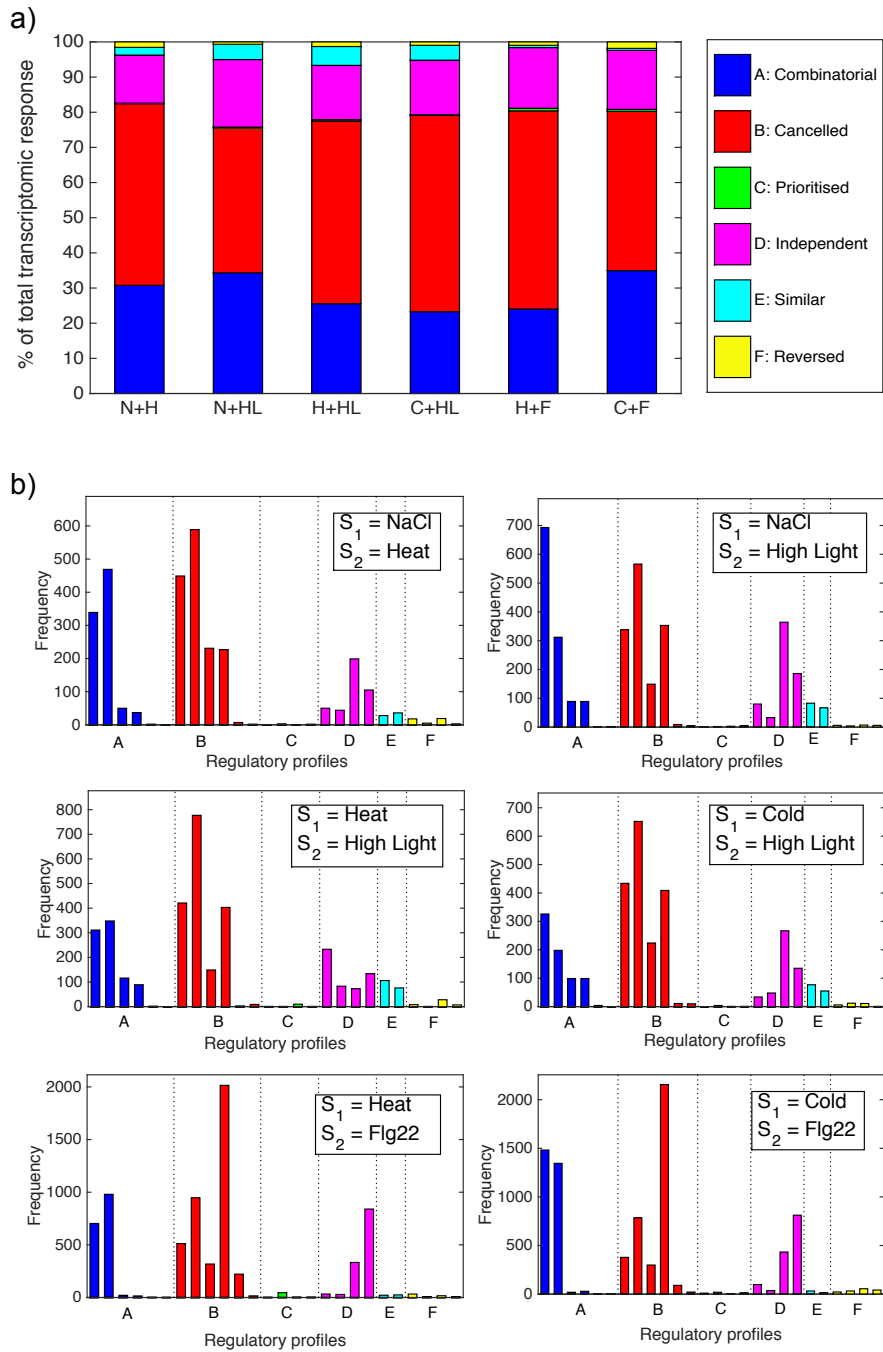 a)
% of total transcriptomic response
100
90
80
70
60
50
40
30
20
10
0
N+H N+HL H+HL C+HL H+F C+F
A: Combinatorial
B: Cancelled
C: Prioritised
D: Independent
E: Similar
F: Reversed
b)
Frequency
600
500
400
300
200
100
0
S1 = NaCl
S2 = Heat
A B C D E F
Regulatory profiles
Frequency
700
600
500
400
300
200
100
0
S1 = NaCl
S2 = High Light
A B C D E F
Regulatory profiles
Frequency
800
700
600
500
400
300
200
100
0
S1 = Heat
S2 = High Light
A B C D E F
Regulatory profiles
Frequency
700
600
500
400
300
200
100
0
S1 = Cold
S2 = High Light
A B C D E F
Regulatory profiles
Frequency
2000
1500
1000
500
0
S1 = Heat
S2 = Flg22
A B C D E F
Regulatory profiles
Frequency
2000
1500
1000
500
0
S1 = Cold
S2 = Flg22
A B C D E F
Regulatory profiles